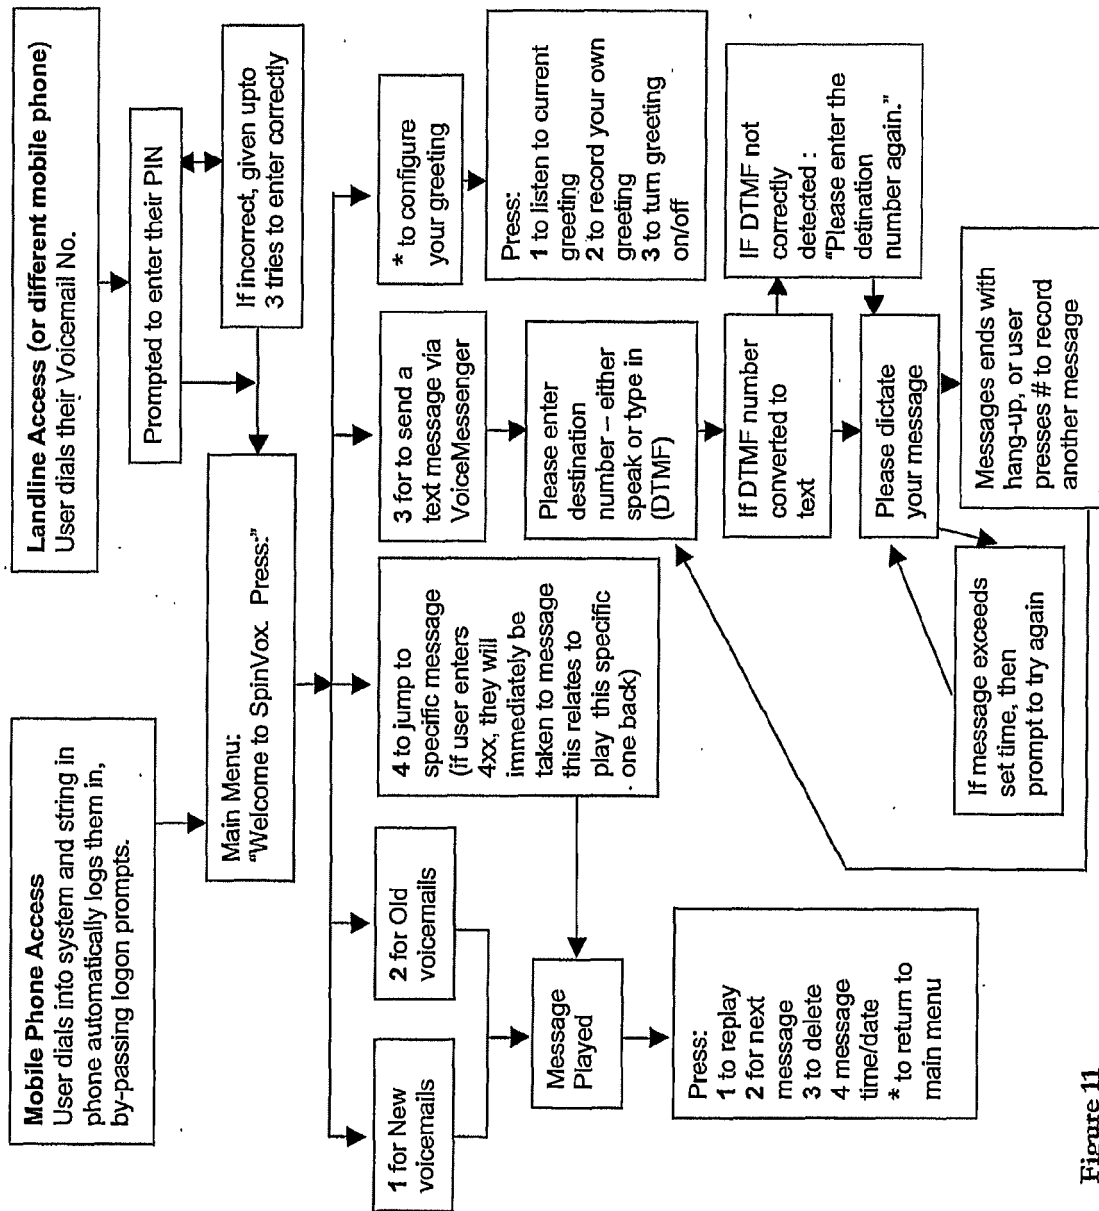 Mobile Phone Access
User dials into system and string in
phone automatically logs them in,
by-passing logon prompts.
Landline Access (or different mobile phone)
User dials their Voicemail No.
Prompted to enter their PIN
If incorrect, given upto
3 tries to enter correctly
Main Menu:
"Welcome to SpinVox. Press:"
1 for New
voicemails
2 for Old
voicemails
4 to jump to
specific message
(if user enters
4xx, they will
immediately be
taken to message
this relates to
play this specific
one back)
3 for to send a
text message via
VoiceMessenger
* to configure
your greeting
Message
Played
Please enter
destination
number – either
speak or type in
(DTMF)
Press:
1 to listen to current
greeting
2 to record your own
greeting
3 to turn greeting
on/off
Press:
1 to replay
2 for next
message
3 to delete
4 message
time/date
* to return to
main menu
If DTMF number
converted to
text
IF DTMF not
correctly
detected :
"Please enter the
detination
number again."
Please dictate
your message
If message exceeds
set time, then
prompt to try again
Messages ends with
hang-up, or user
presses # to record
another message
Figure 11